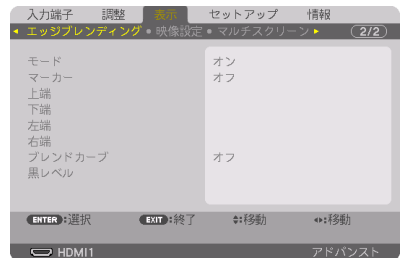 入力端子 調整 表示 セットアップ 情報
◂ エッジブレンディング • 映像設定 • マルチスクリーン ▸ 2/2
モード オン
マーカー オフ
上端
下端
左端
右端
ブレンドカーブ オフ
黒レベル
ENTER:選択 EXIT:終了 :移動 :移動
HDMI1 アドバンスト